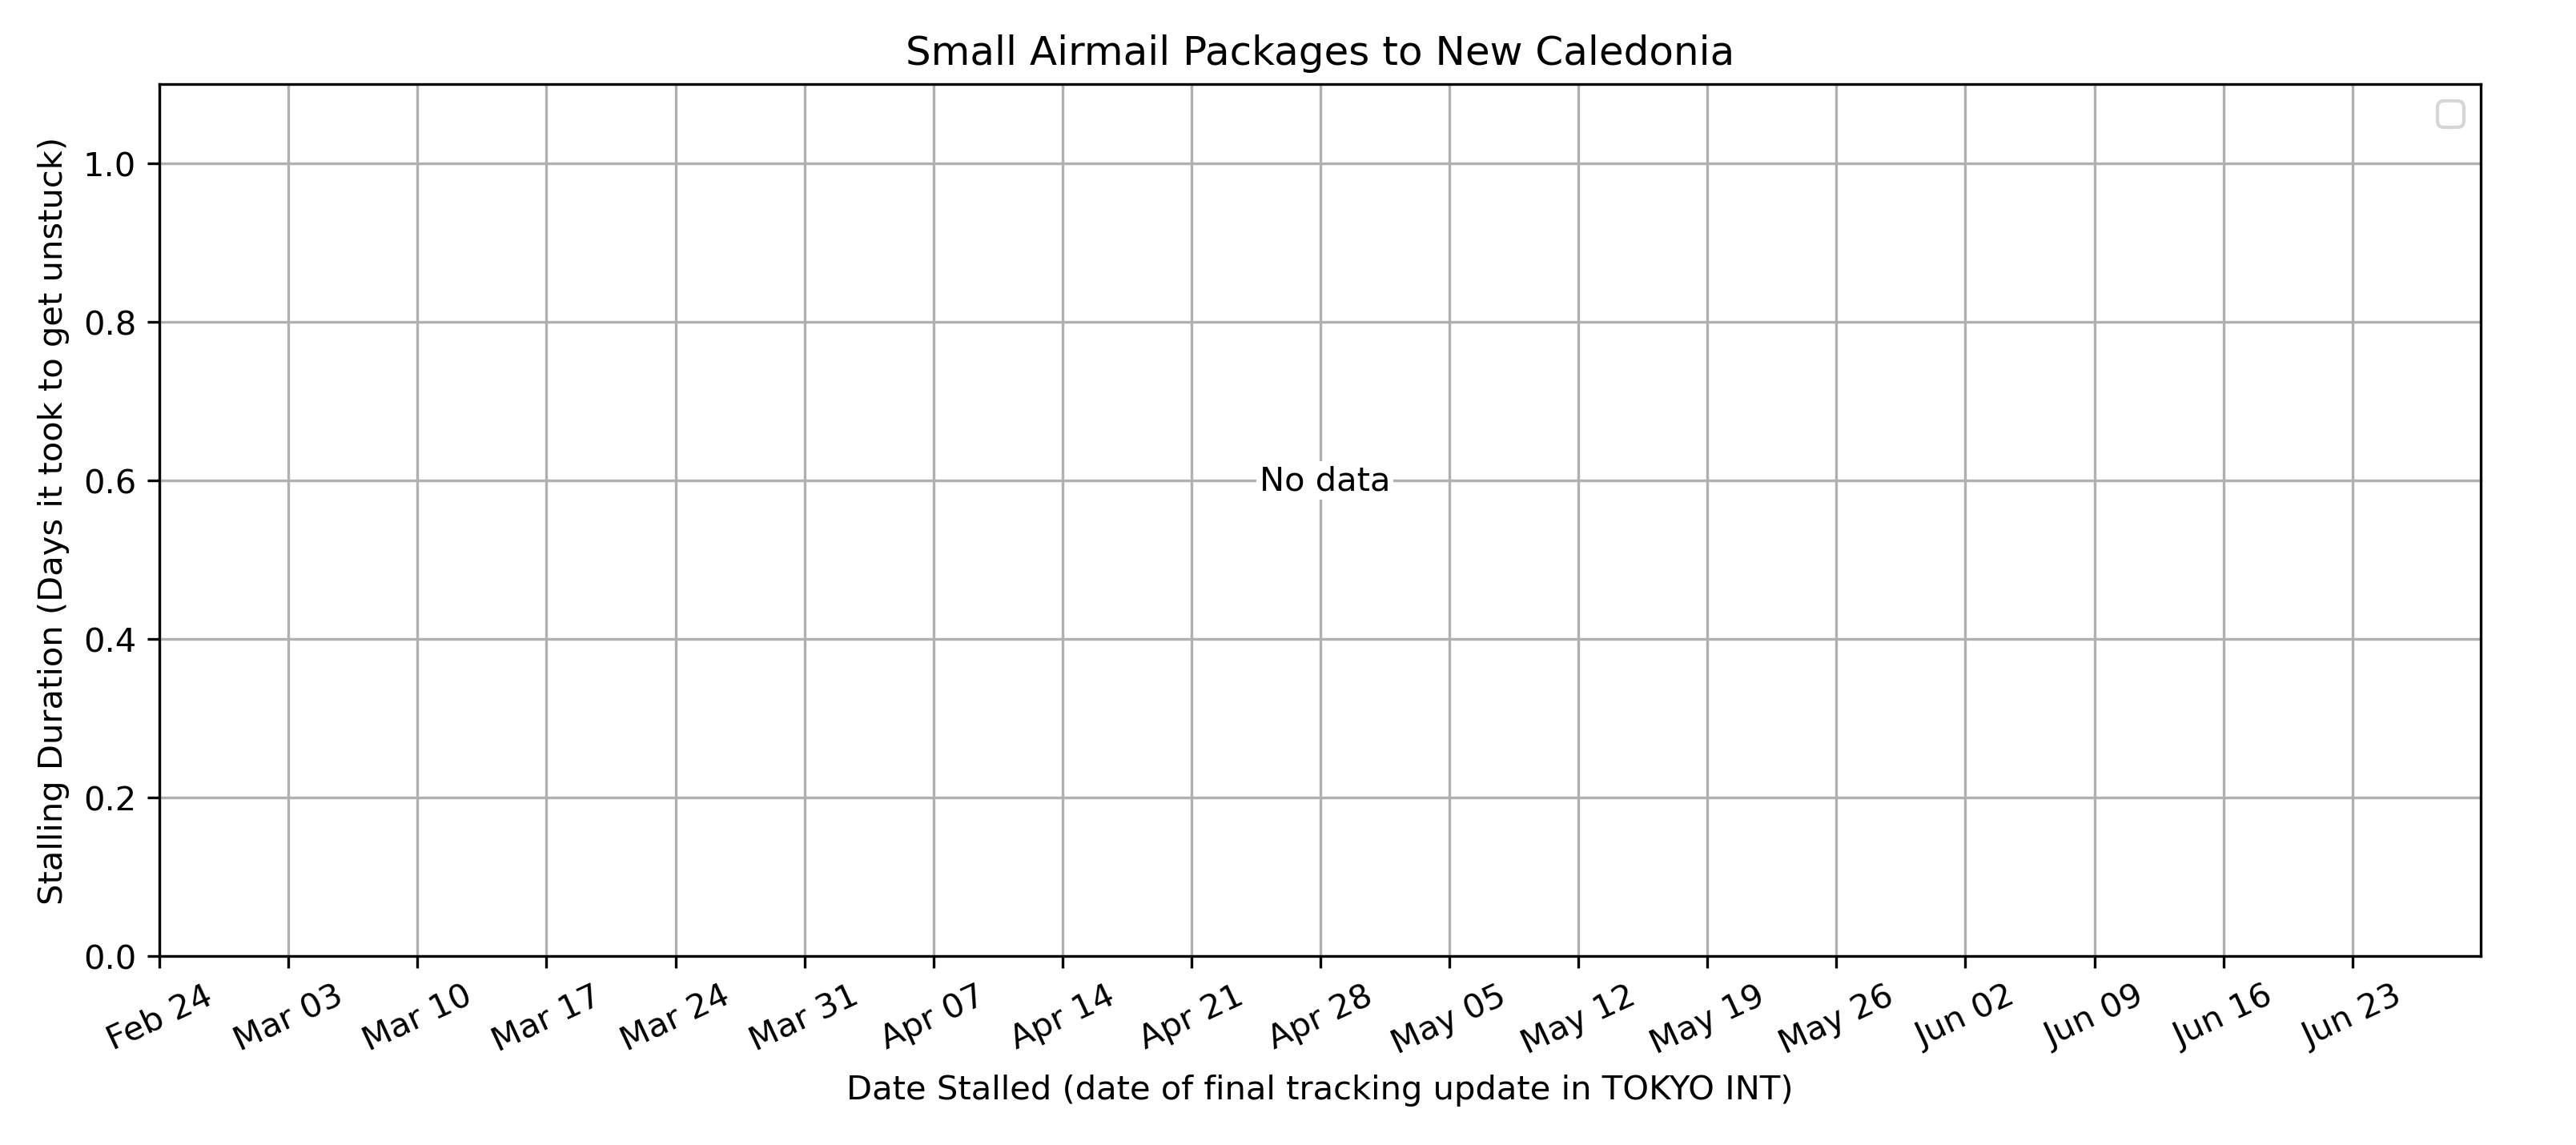 Small Airmail Packages to New Caledonia
Stalling Duration (Days it took to get unstuck)
1.0
0.8
0.6
0.4
0.2
0.0
No data
Feb 24 Mar 03 Mar 10 Mar 17 Mar 24 Mar 31 Apr 07 Apr 14 Apr 21 Apr 28 May 05 May 12 May 19 May 26 Jun 02 Jun 09 Jun 16 Jun 23
Date Stalled (date of final tracking update in TOKYO INT)